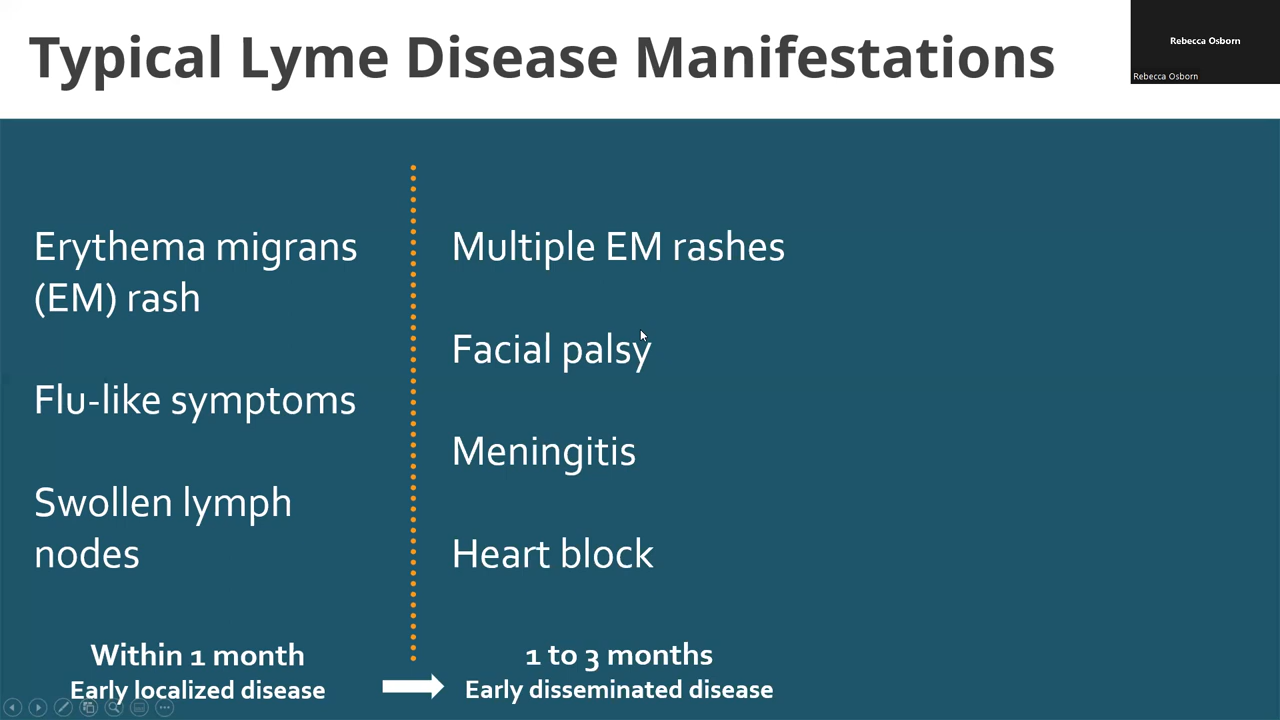 Typical Lyme Disease Manifestations
Rebecca Osborn
Rebecca Osborn
Erythema migrans
(EM) rash
Flu-like symptoms
Swollen lymph
nodes
Within 1 month
Early localized disease
Multiple EM rashes
Facial palsy
Meningitis
Heart block
1 to 3 months
Early disseminated disease